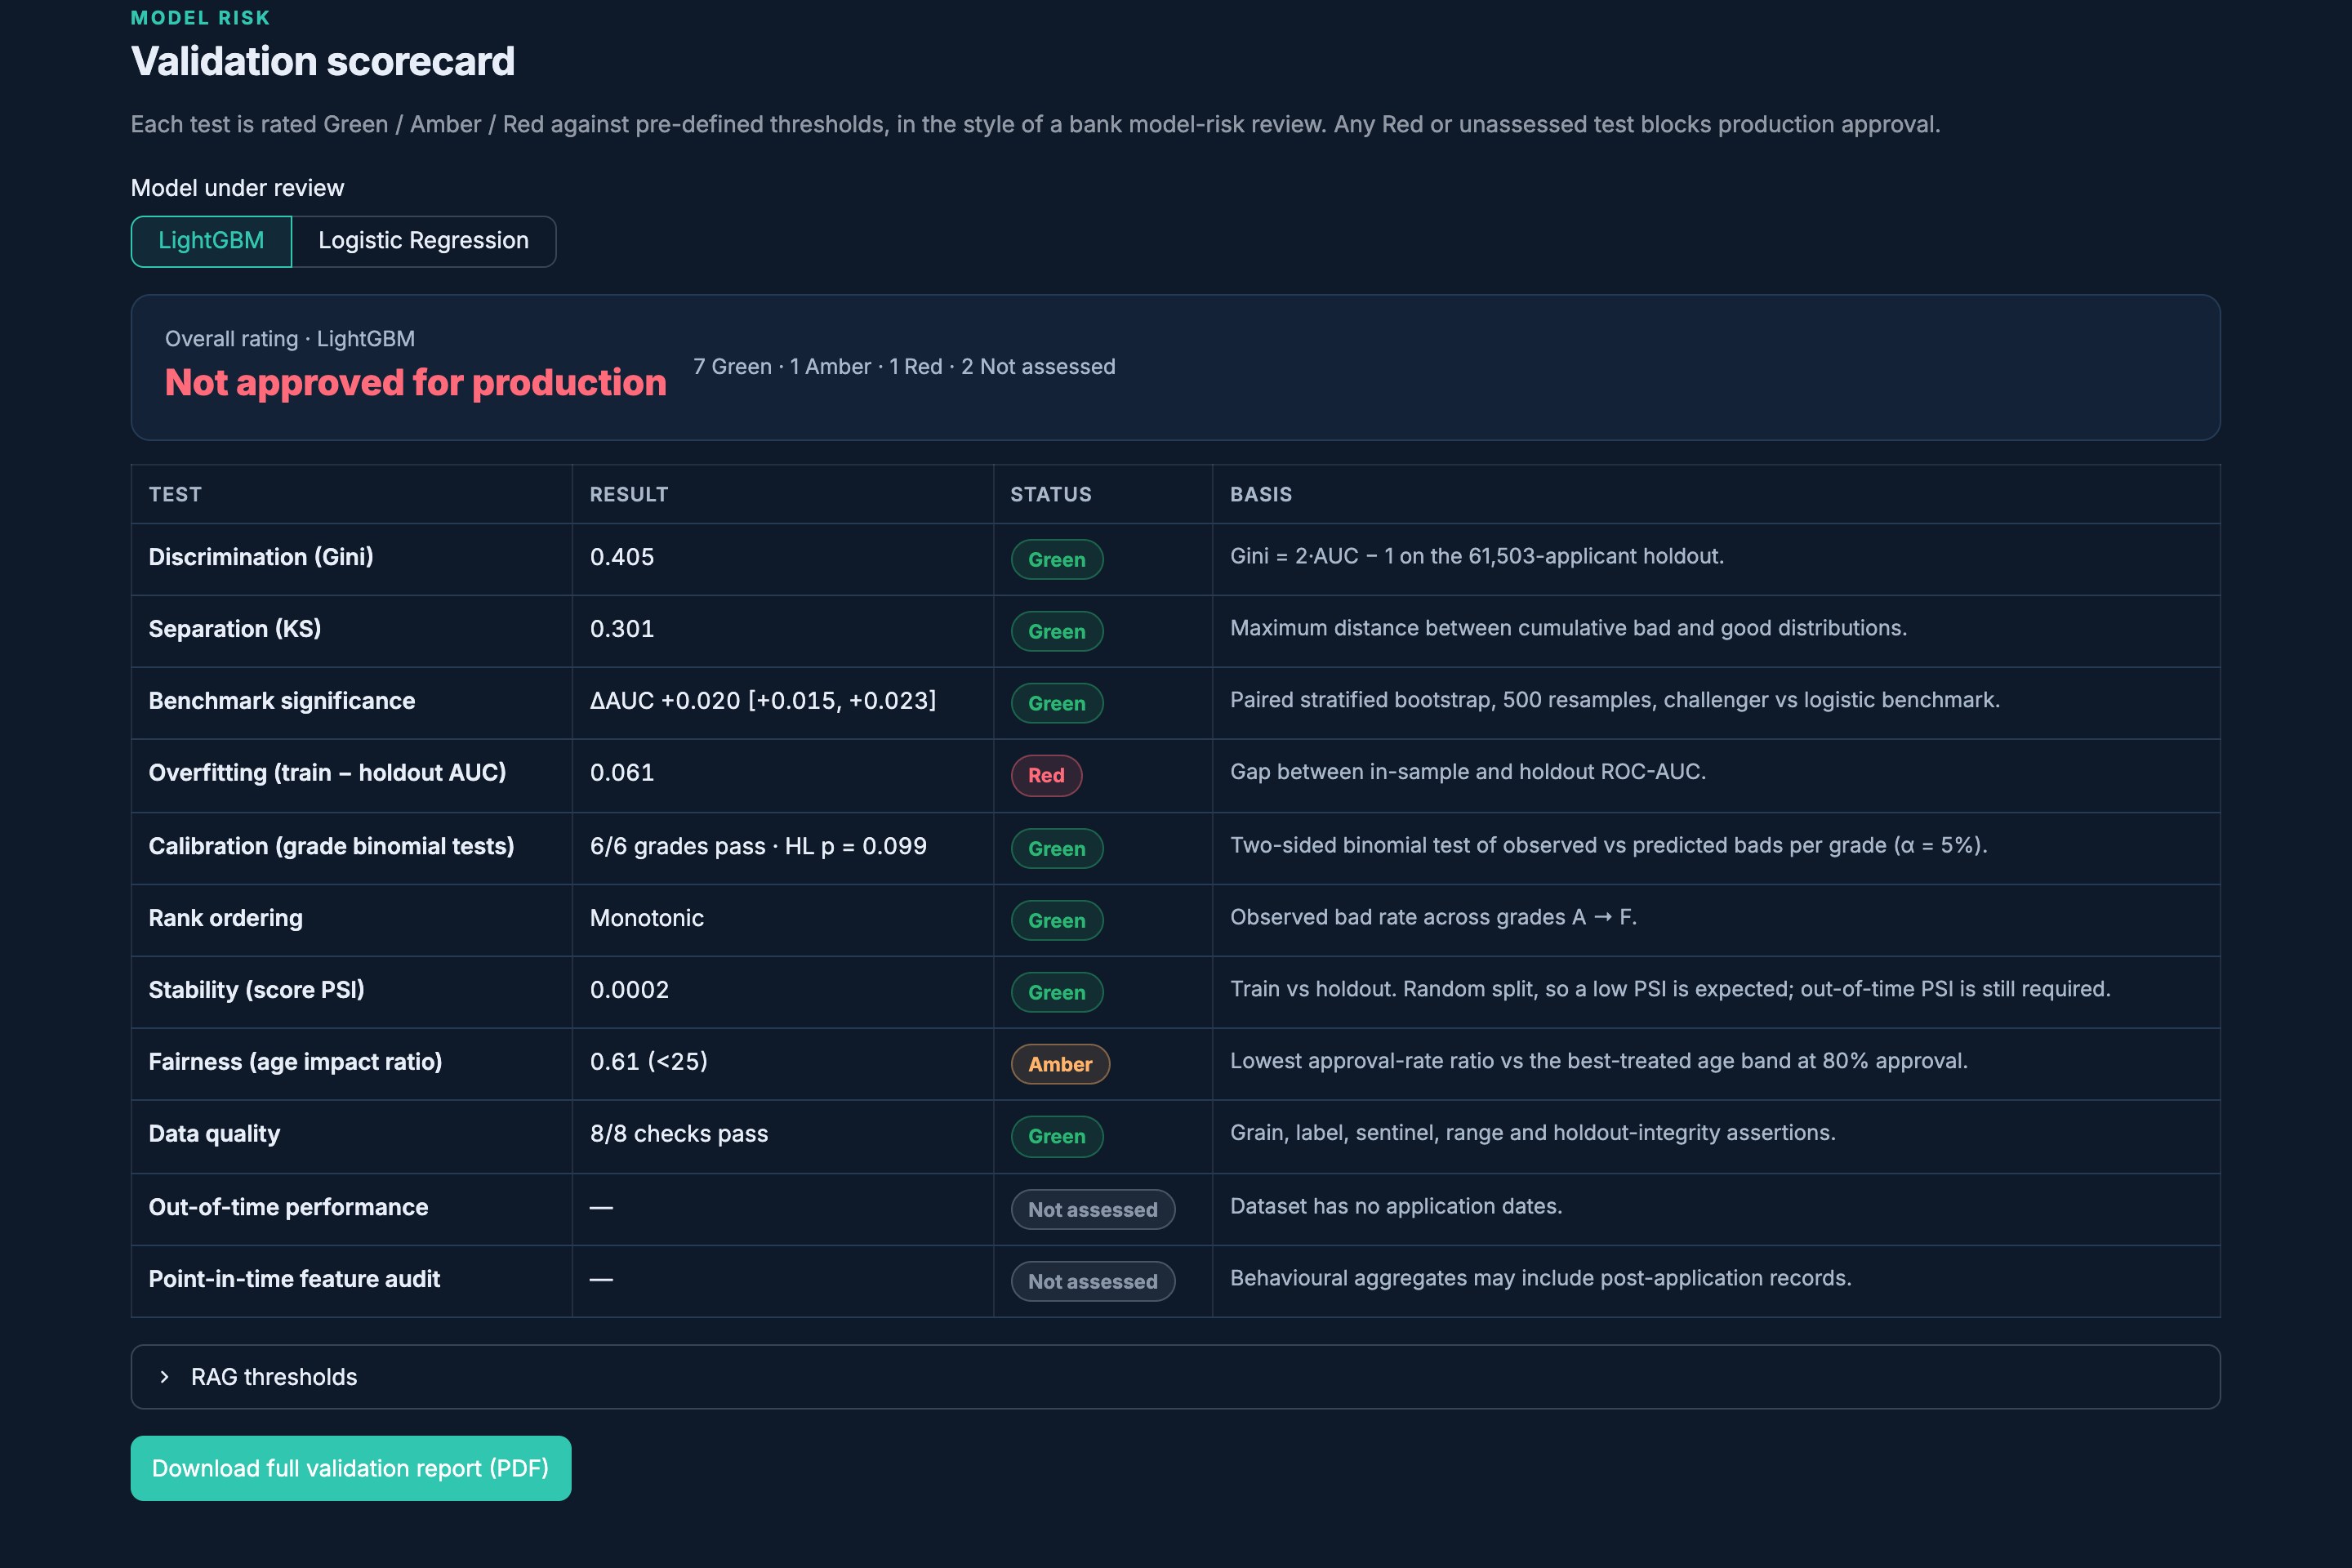 MODEL RISK
Validation scorecard
Each test is rated Green / Amber / Red against pre-defined thresholds, in the style of a bank model-risk review. Any Red or unassessed test blocks production approval.
Model under review
LightGBM Logistic Regression
Overall rating · LightGBM
Not approved for production 7 Green · 1 Amber · 1 Red · 2 Not assessed
TEST RESULT STATUS BASIS
Discrimination (Gini) 0.405 Green Gini = 2·AUC − 1 on the 61,503-applicant holdout.
Separation (KS) 0.301 Green Maximum distance between cumulative bad and good distributions.
Benchmark significance ΔAUC +0.020 [+0.015, +0.023] Green Paired stratified bootstrap, 500 resamples, challenger vs logistic benchmark.
Overfitting (train − holdout AUC) 0.061 Red Gap between in-sample and holdout ROC-AUC.
Calibration (grade binomial tests) 6/6 grades pass · HL p = 0.099 Green Two-sided binomial test of observed vs predicted bads per grade (α = 5%).
Rank ordering Monotonic Green Observed bad rate across grades A → F.
Stability (score PSI) 0.0002 Green Train vs holdout. Random split, so a low PSI is expected; out-of-time PSI is still required.
Fairness (age impact ratio) 0.61 (<25) Amber Lowest approval-rate ratio vs the best-treated age band at 80% approval.
Data quality 8/8 checks pass Green Grain, label, sentinel, range and holdout-integrity assertions.
Out-of-time performance — Not assessed Dataset has no application dates.
Point-in-time feature audit — Not assessed Behavioural aggregates may include post-application records.
RAG thresholds
Download full validation report (PDF)